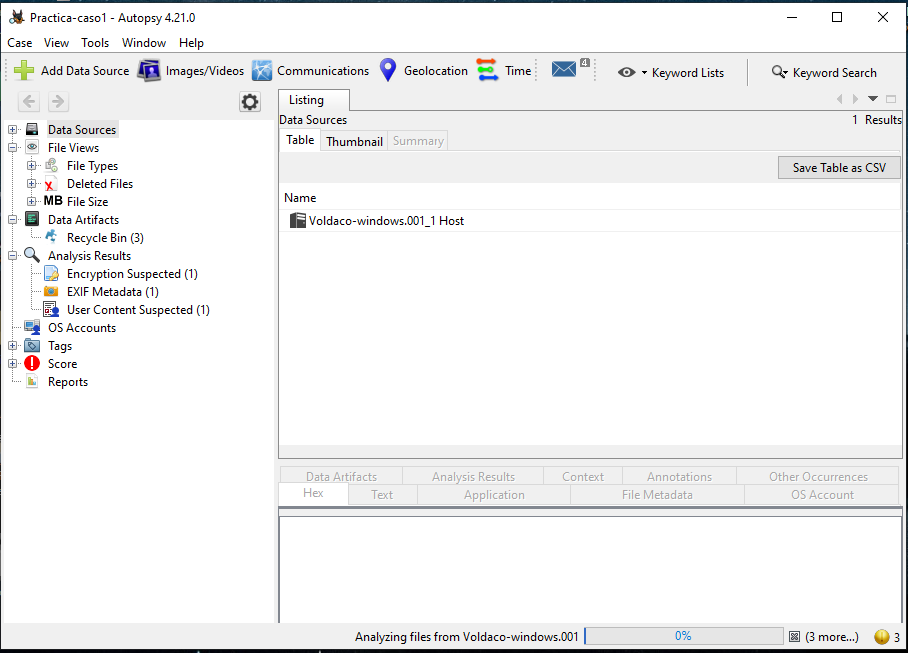 Practica-caso1 - Autopsy 4.21.0
Case View Tools Window Help
Add Data Source Images/Videos Communications Geolocation Time 4 Keyword Lists Keyword Search
Listing
Data Sources 1 Results
Table Thumbnail Summary
Save Table as CSV
Name
Voldaco-windows.001_1 Host
Data Sources
File Views
File Types
X Deleted Files
MB File Size
Data Artifacts
Recycle Bin (3)
Analysis Results
Encryption Suspected (1)
EXIF Metadata (1)
User Content Suspected (1)
OS Accounts
Tags
Score
Reports
Data Artifacts Analysis Results Context Annotations Other Occurrences
Hex Text Application File Metadata OS Account
Analyzing files from Voldaco-windows.001 0% (3 more...) 3